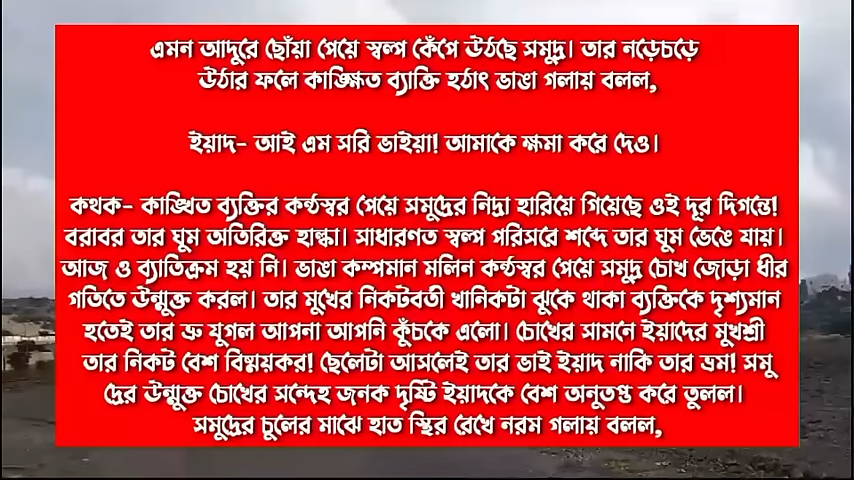 এমন আদুরে ছোঁয়া পেয়ে স্বল্প কেঁপে উঠছে সমুদ্র। তার নড়েচড়ে
উঠার ফলে কাঙ্ক্ষিত ব্যাক্তি হঠাৎ ভাঙা গলায় বলল,
ইয়াদ- আই এম সরি ভাইয়া! আমাকে ক্ষমা করে দেও।
কথক- কাঙ্খিত ব্যক্তির কন্ঠস্বর পেয়ে সমুদ্রের নিদ্রা হারিয়ে গিয়েছে ওই দূর দিগন্তে!
বরাবর তার ঘুম অতিরিক্ত হাল্কা। সাধারণত স্বল্প পরিসরে শব্দে তার ঘুম ভেঙে যায়।
আজ ও ব্যাতিক্রম হয় নি। ভাঙা কম্পমান মলিন কন্ঠস্বর পেয়ে সমুদ্র চোখ জোড়া ধীর
গতিতে উন্মুক্ত করল। তার মুখের নিকটবর্তী খানিকটা ঝুকে থাকা ব্যক্তিকে দৃশ্যমান
হতেই তার ভ্রু যুগল আপনা আপনি কুঁচকে এলো। চোখের সামনে ইয়াদের মুখশ্রী
তার নিকট বেশ বিষ্ময়কর! ছেলেটা আসলেই তার ভাই ইয়াদ নাকি তার ভ্রম! সমু
দ্রের উন্মুক্ত চোখের সন্দেহ জনক দৃষ্টি ইয়াদকে বেশ অনুতপ্ত করে তুলল।
সমুদ্রের চুলের মাঝে হাত স্থির রেখে নরম গলায় বলল,